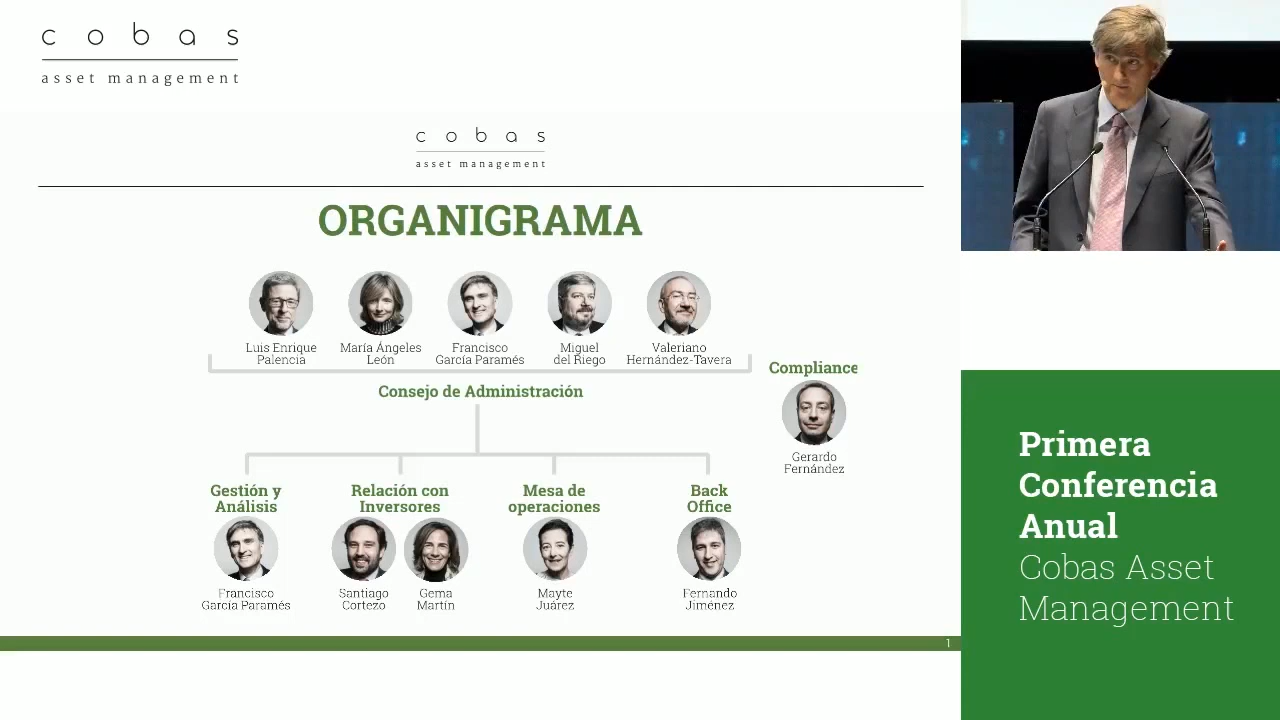 cobas
asset management
cobas
asset management
ORGANIGRAMA
Luis Enrique
Palencia
María Ángeles
León
Francisco
García Paramés
Miguel
del Riego
Valeriano
Hernández-Tavera
Consejo de Administración
Compliance
Gerardo
Fernández
Gestión y
Análisis
Francisco
García Paramés
Relación con
Inversores
Santiago
Cortezo
Gema
Martín
Mesa de
operaciones
Mayte
Juárez
Back
Office
Fernando
Jiménez
1
Primera
Conferencia
Anual
Cobas Asset
Management